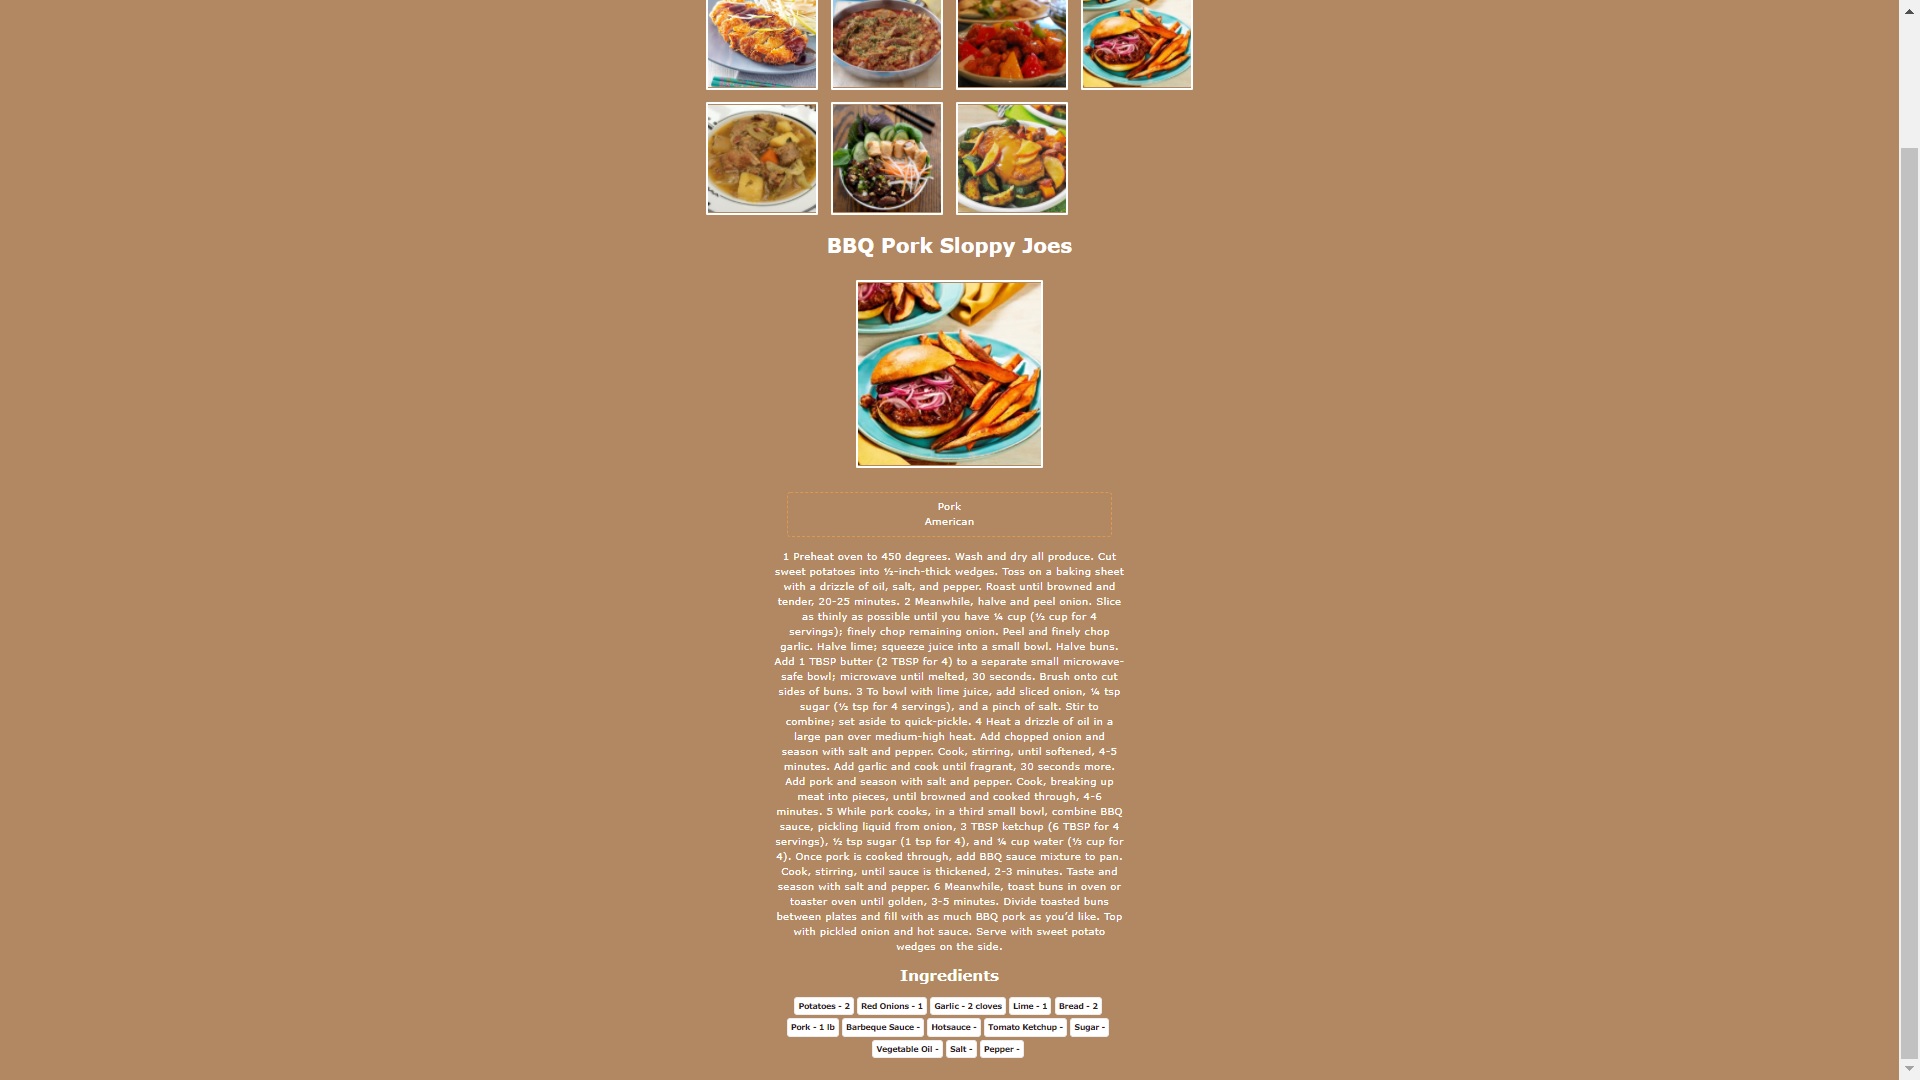 BBQ Pork Sloppy Joes
Pork
American
1 Preheat oven to 450 degrees. Wash and dry all produce. Cut
sweet potatoes into ½-inch-thick wedges. Toss on a baking sheet
with a drizzle of oil, salt, and pepper. Roast until browned and
tender, 20-25 minutes. 2 Meanwhile, halve and peel onion. Slice
as thinly as possible until you have ¼ cup (½ cup for 4
servings); finely chop remaining onion. Peel and finely chop
garlic. Halve lime; squeeze juice into a small bowl. Halve buns.
Add 1 TBSP butter (2 TBSP for 4) to a separate small microwave-
safe bowl; microwave until melted, 30 seconds. Brush onto cut
sides of buns. 3 To bowl with lime juice, add sliced onion, ¼ tsp
sugar (½ tsp for 4 servings), and a pinch of salt. Stir to
combine; set aside to quick-pickle. 4 Heat a drizzle of oil in a
large pan over medium-high heat. Add chopped onion and
season with salt and pepper. Cook, stirring, until softened, 4-5
minutes. Add garlic and cook until fragrant, 30 seconds more.
Add pork and season with salt and pepper. Cook, breaking up
meat into pieces, until browned and cooked through, 4-6
minutes. 5 While pork cooks, in a third small bowl, combine BBQ
sauce, pickling liquid from onion, 3 TBSP ketchup (6 TBSP for 4
servings), ½ tsp sugar (1 tsp for 4), and ¼ cup water (⅓ cup for
4). Once pork is cooked through, add BBQ sauce mixture to pan.
Cook, stirring, until sauce is thickened, 2-3 minutes. Taste and
season with salt and pepper. 6 Meanwhile, toast buns in oven or
toaster oven until golden, 3-5 minutes. Divide toasted buns
between plates and fill with as much BBQ pork as you’d like. Top
with pickled onion and hot sauce. Serve with sweet potato
wedges on the side.
Ingredients
Potatoes - 2 Red Onions - 1 Garlic - 2 cloves Lime - 1 Bread - 2
Pork - 1 lb Barbeque Sauce - Hotsauce - Tomato Ketchup - Sugar -
Vegetable Oil - Salt - Pepper -